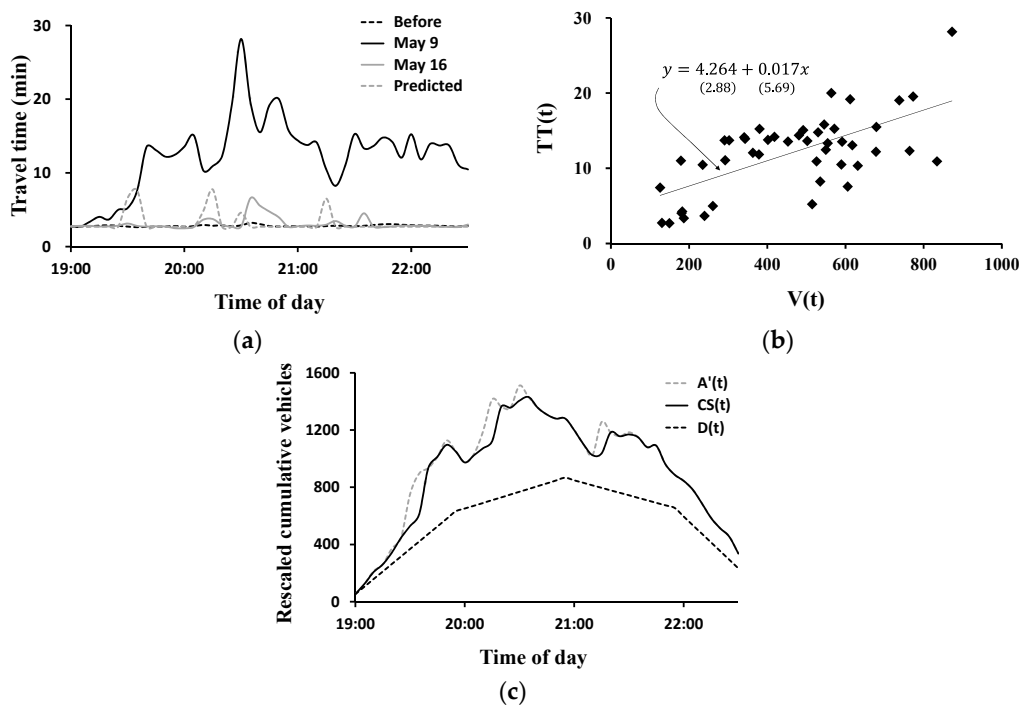 30
20
10
0
Travel time (min)
19:00
20:00
21:00
22:00
Time of day
Before
May 9
May 16
Predicted
(a)
30
20
10
0
TT(t)
y = 4.264 + 0.017x
(2.88) (5.69)
0
200
400
600
800
1000
V(t)
(b)
1600
1200
800
400
0
Rescaled cumulative vehicles
19:00
20:00
21:00
22:00
Time of day
A'(t)
CS(t)
D(t)
(c)